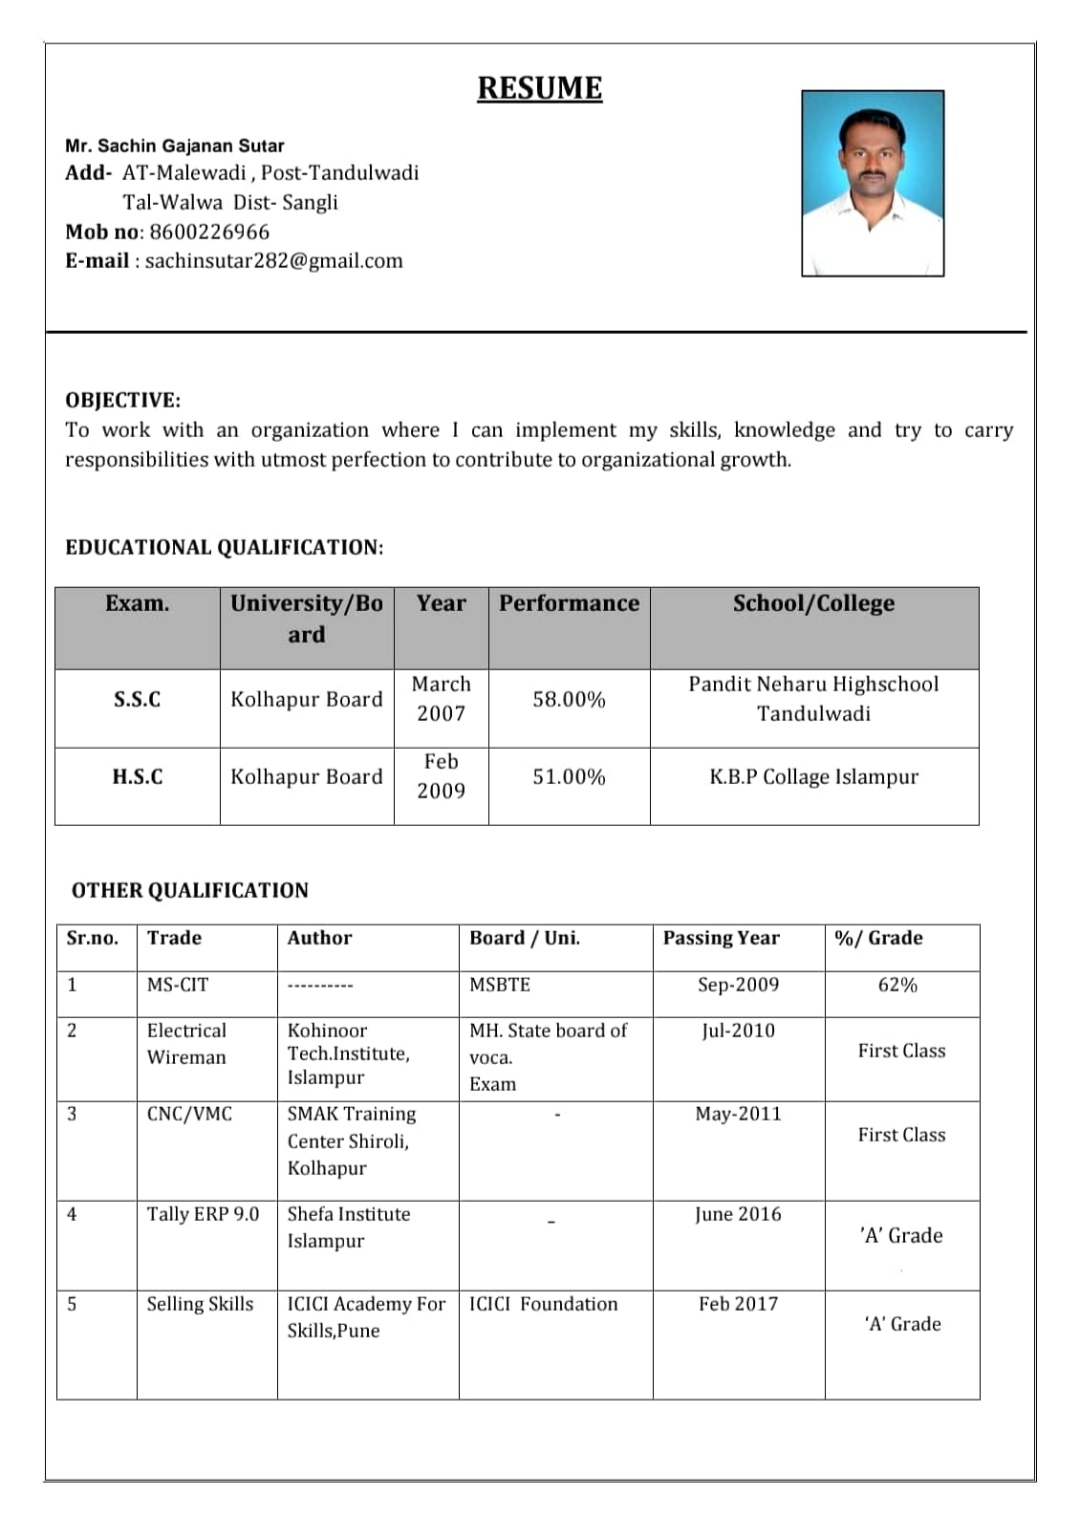 RESUME
Mr. Sachin Gajanan Sutar
Add- AT-Malewadi , Post-Tandulwadi
Tal-Walwa Dist- Sangli
Mob no: 8600226966
E-mail : sachinsutar282@gmail.com
OBJECTIVE:
To work with an organization where I can implement my skills, knowledge and try to carry
responsibilities with utmost perfection to contribute to organizational growth.
EDUCATIONAL QUALIFICATION:
Exam. University/Bo Year Performance School/College
ard
S.S.C Kolhapur Board March 2007 58.00% Pandit Neharu Highschool
Tandulwadi
H.S.C Kolhapur Board Feb 2009 51.00% K.B.P Collage Islampur
OTHER QUALIFICATION
Sr.no. Trade Author Board / Uni. Passing Year %/ Grade
1 MS-CIT ---------- MSBTE Sep-2009 62%
2 Electrical Kohinoor MH. State board of Jul-2010 First Class
Wireman Tech.Institute, voca.
Islampur Exam
3 CNC/VMC SMAK Training - May-2011 First Class
Center Shiroli,
Kolhapur
4 Tally ERP 9.0 Shefa Institute - June 2016 'A' Grade
Islampur
5 Selling Skills ICICI Academy For ICICI Foundation Feb 2017 'A' Grade
Skills,Pune